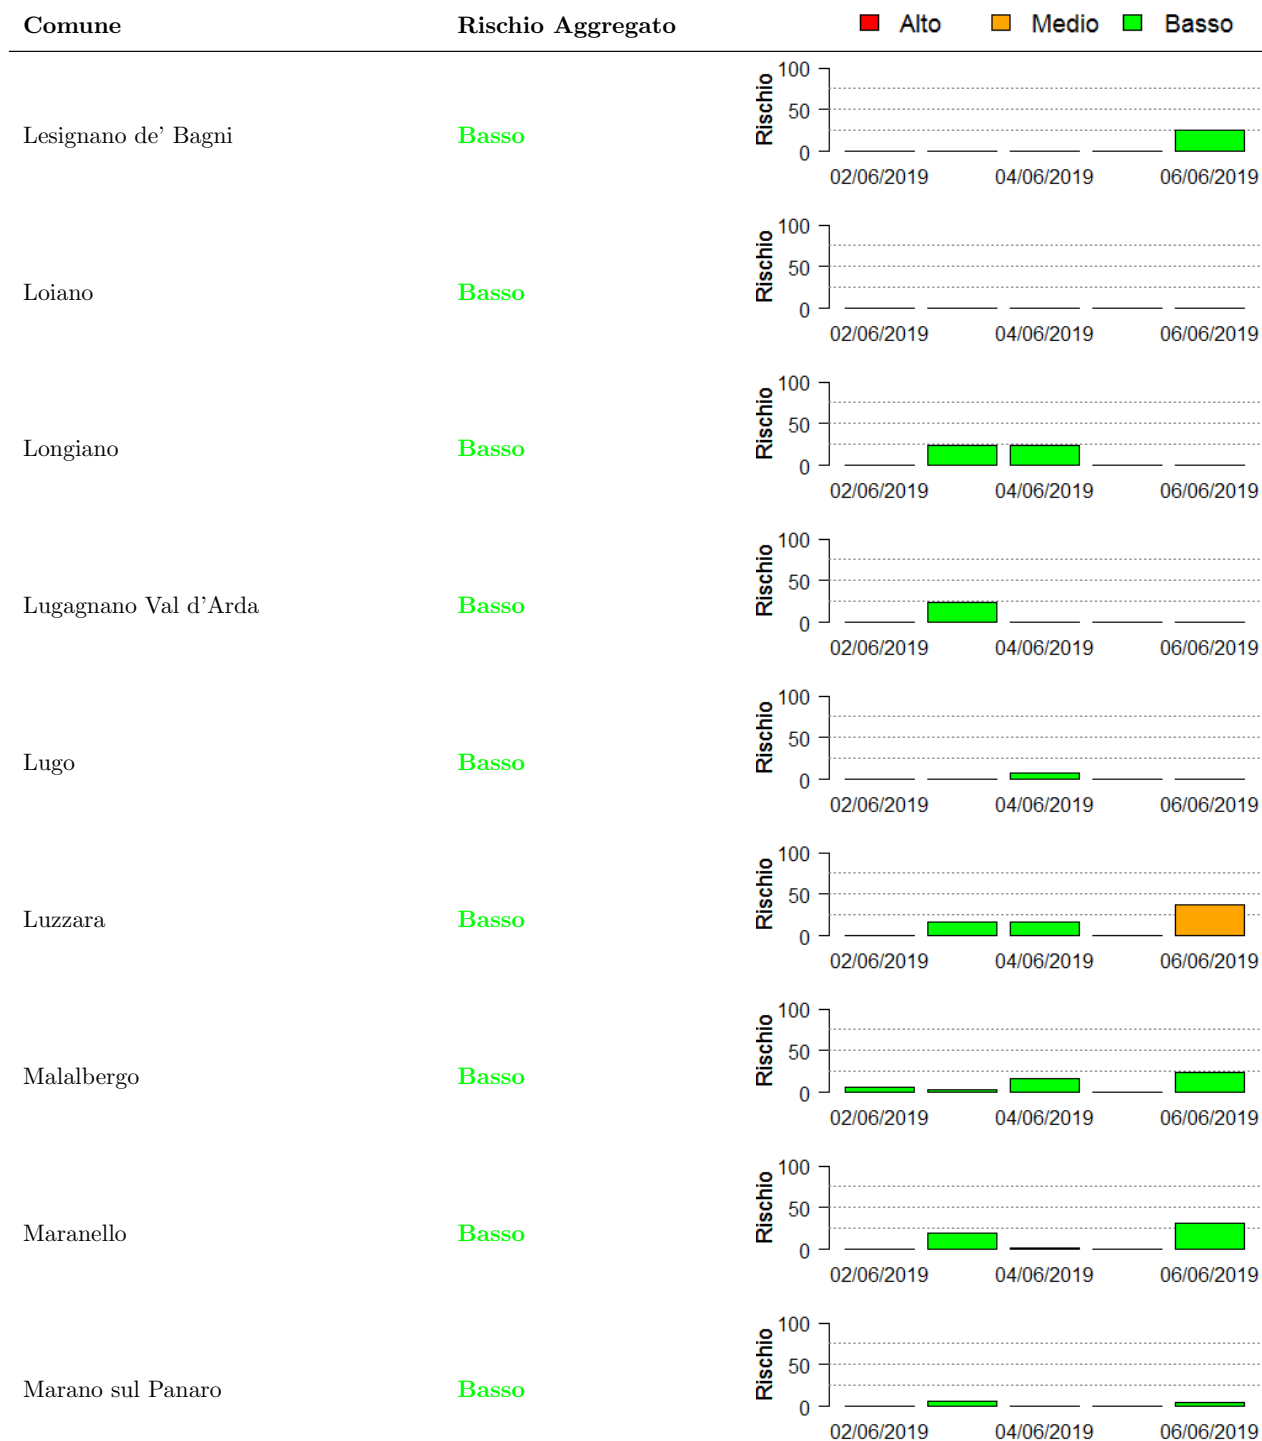 Comune Rischio Aggregato Alto Medio Basso
Lesignano de' Bagni Basso
Rischio
100
50
0
02/06/2019 04/06/2019 06/06/2019
Loiano Basso
Rischio
100
50
0
02/06/2019 04/06/2019 06/06/2019
Longiano Basso
Rischio
100
50
0
02/06/2019 04/06/2019 06/06/2019
Lugagnano Val d'Arda Basso
Rischio
100
50
0
02/06/2019 04/06/2019 06/06/2019
Lugo Basso
Rischio
100
50
0
02/06/2019 04/06/2019 06/06/2019
Luzzara Basso
Rischio
100
50
0
02/06/2019 04/06/2019 06/06/2019
Malalbergo Basso
Rischio
100
50
0
02/06/2019 04/06/2019 06/06/2019
Maranello Basso
Rischio
100
50
0
02/06/2019 04/06/2019 06/06/2019
Marano sul Panaro Basso
Rischio
100
50
0
02/06/2019 04/06/2019 06/06/2019